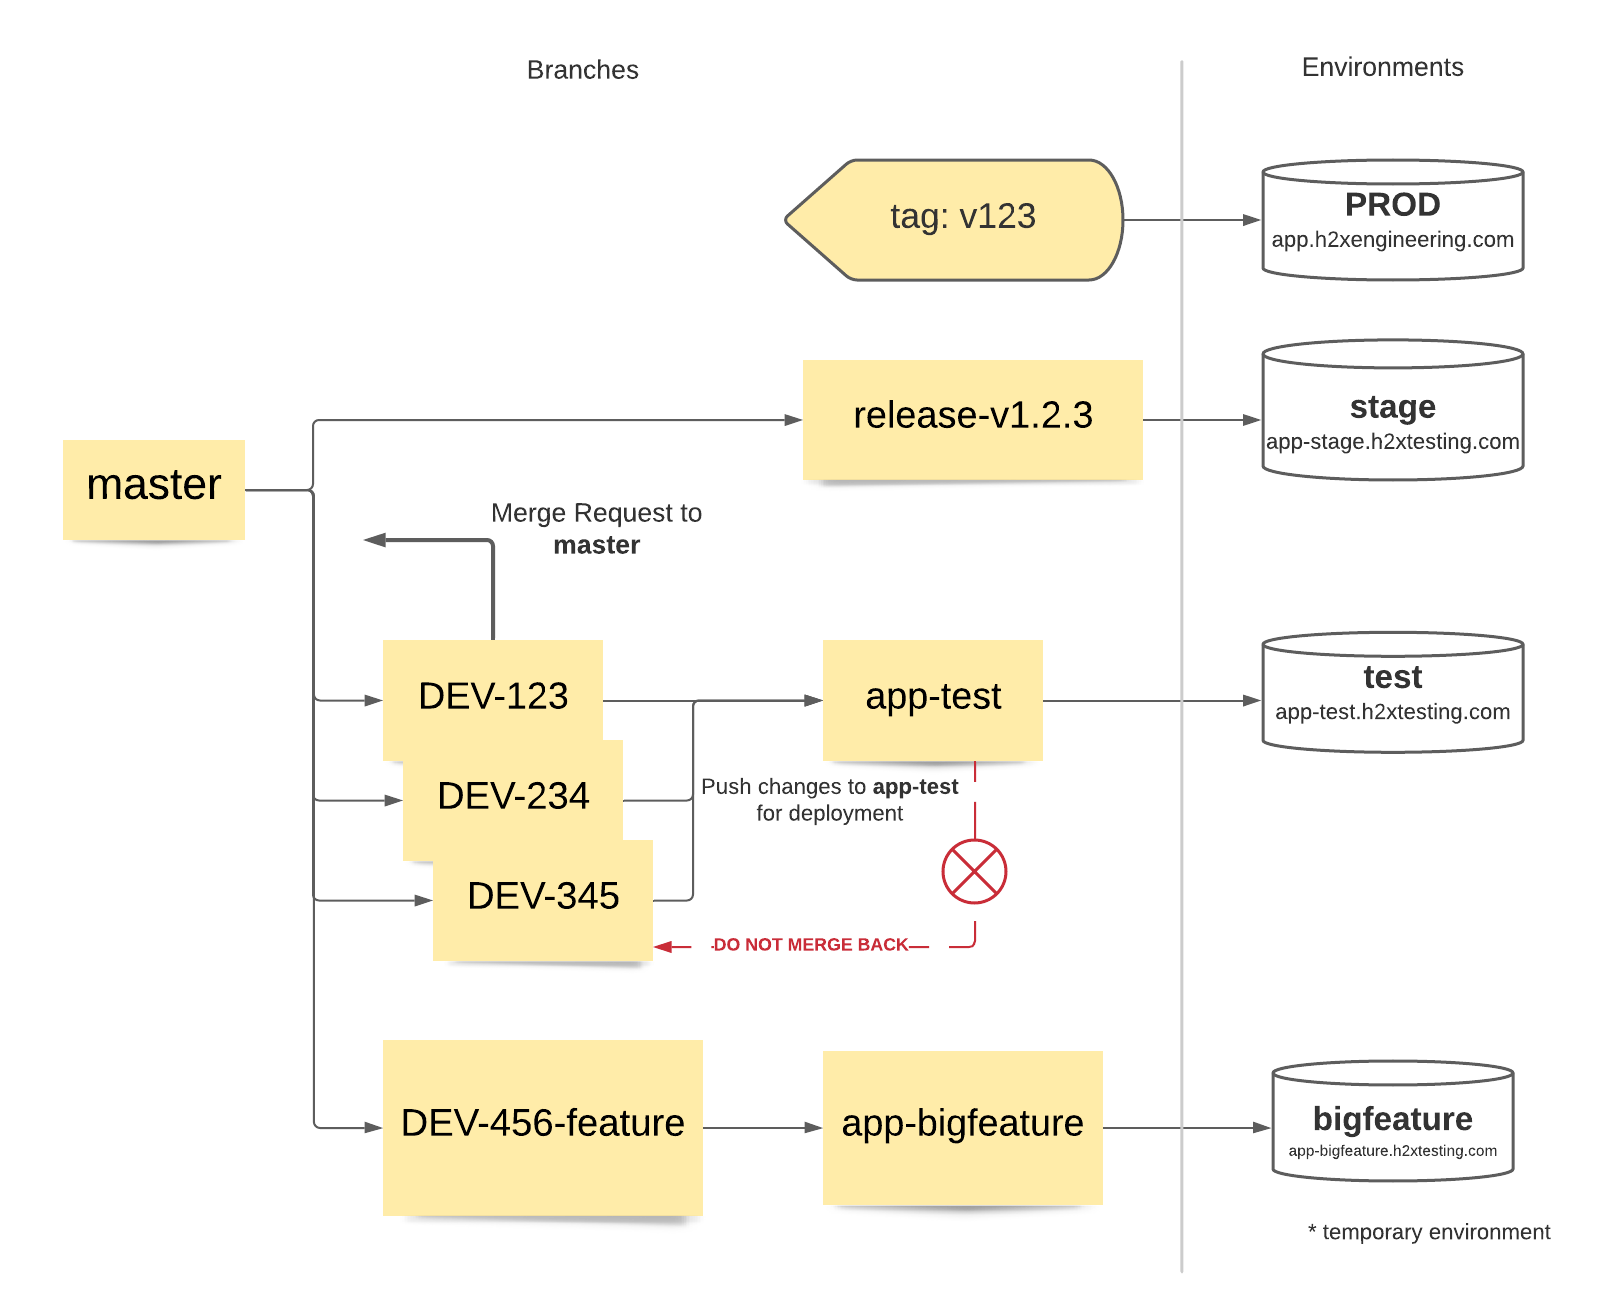 Branches
Environments
tag: v123
PROD
app.h2xengineering.com
release-v1.2.3
stage
app-stage.h2xtesting.com
master
Merge Request to
master
DEV-123
app-test
test
app-test.h2xtesting.com
DEV-234
Push changes to app-test
for deployment
DEV-345
DO NOT MERGE BACK
DEV-456-feature
app-bigfeature
bigfeature
app-bigfeature.h2xtesting.com
* temporary environment